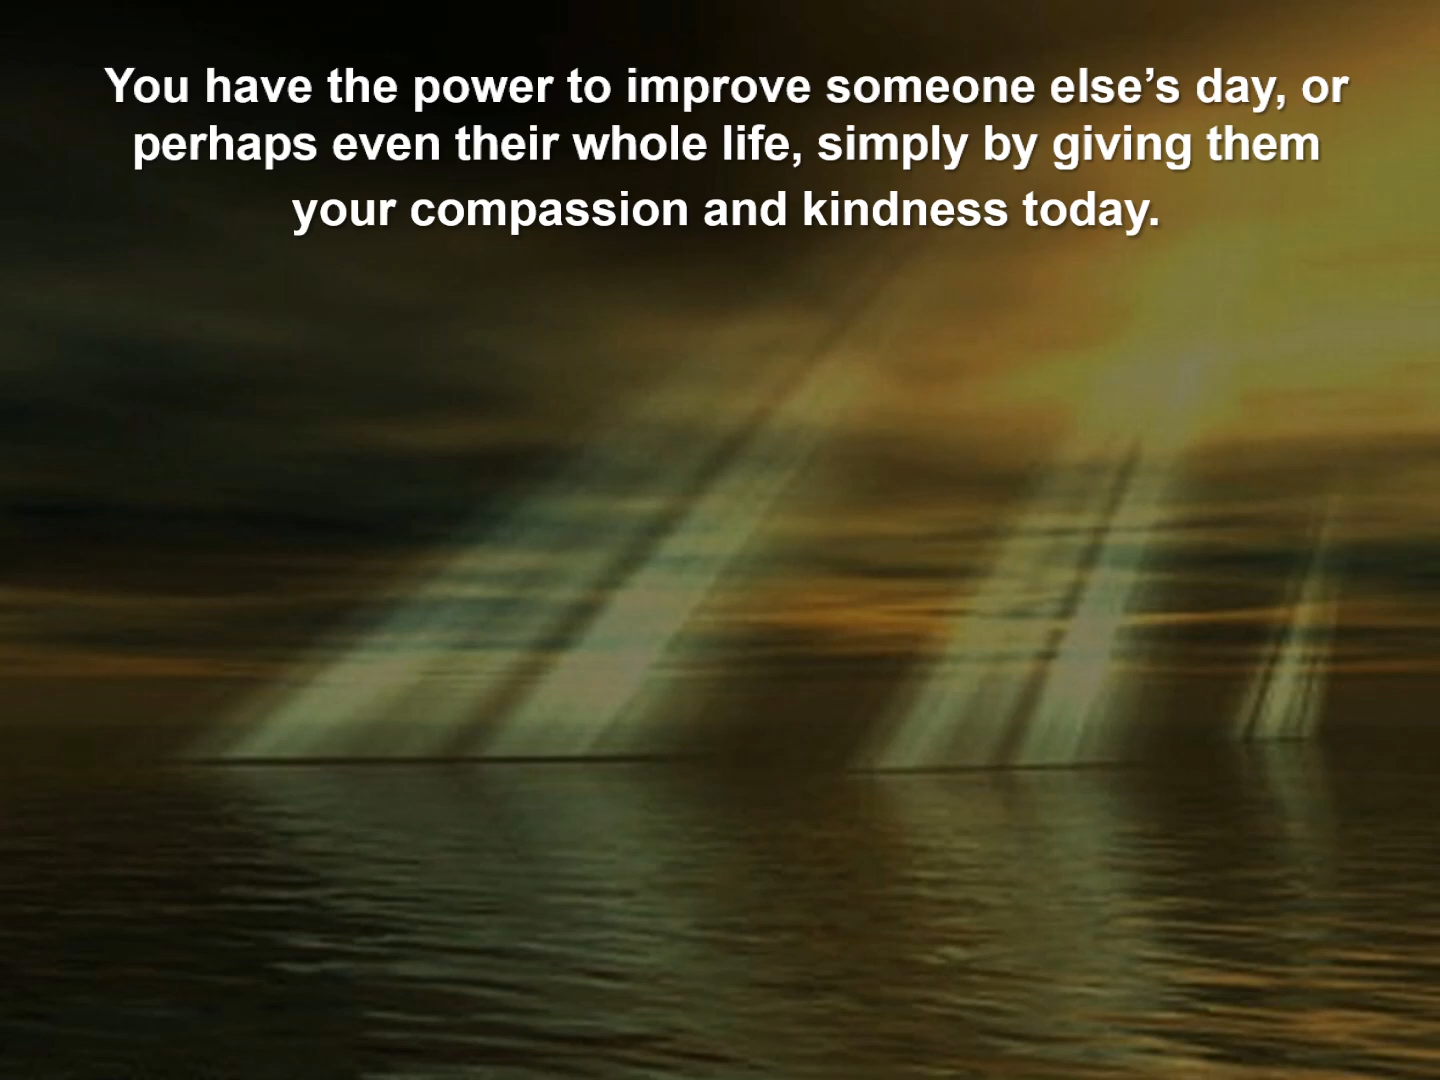 You have the power to improve someone else’s day, or
perhaps even their whole life, simply by giving them
your compassion and kindness today.